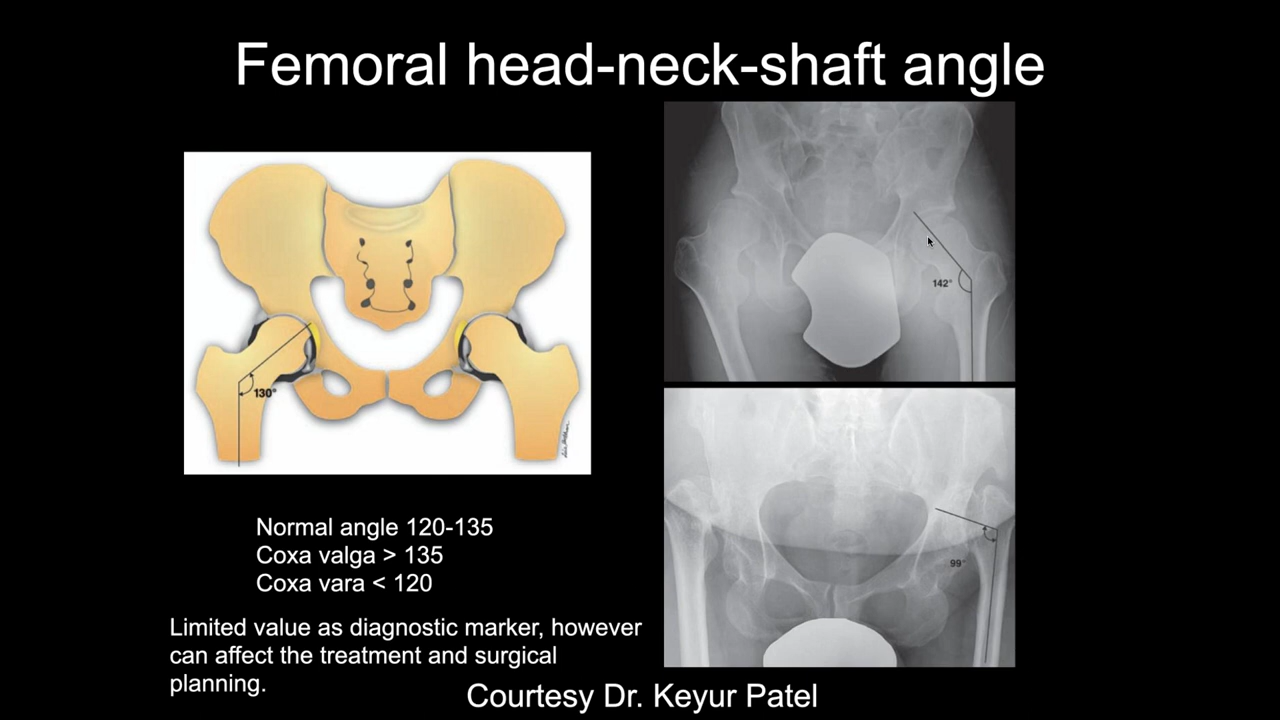 Femoral head-neck-shaft angle
130°
142°
99°
Normal angle 120-135
Coxa valga > 135
Coxa vara < 120
Limited value as diagnostic marker, however
can affect the treatment and surgical
planning.
Courtesy Dr. Keyur Patel